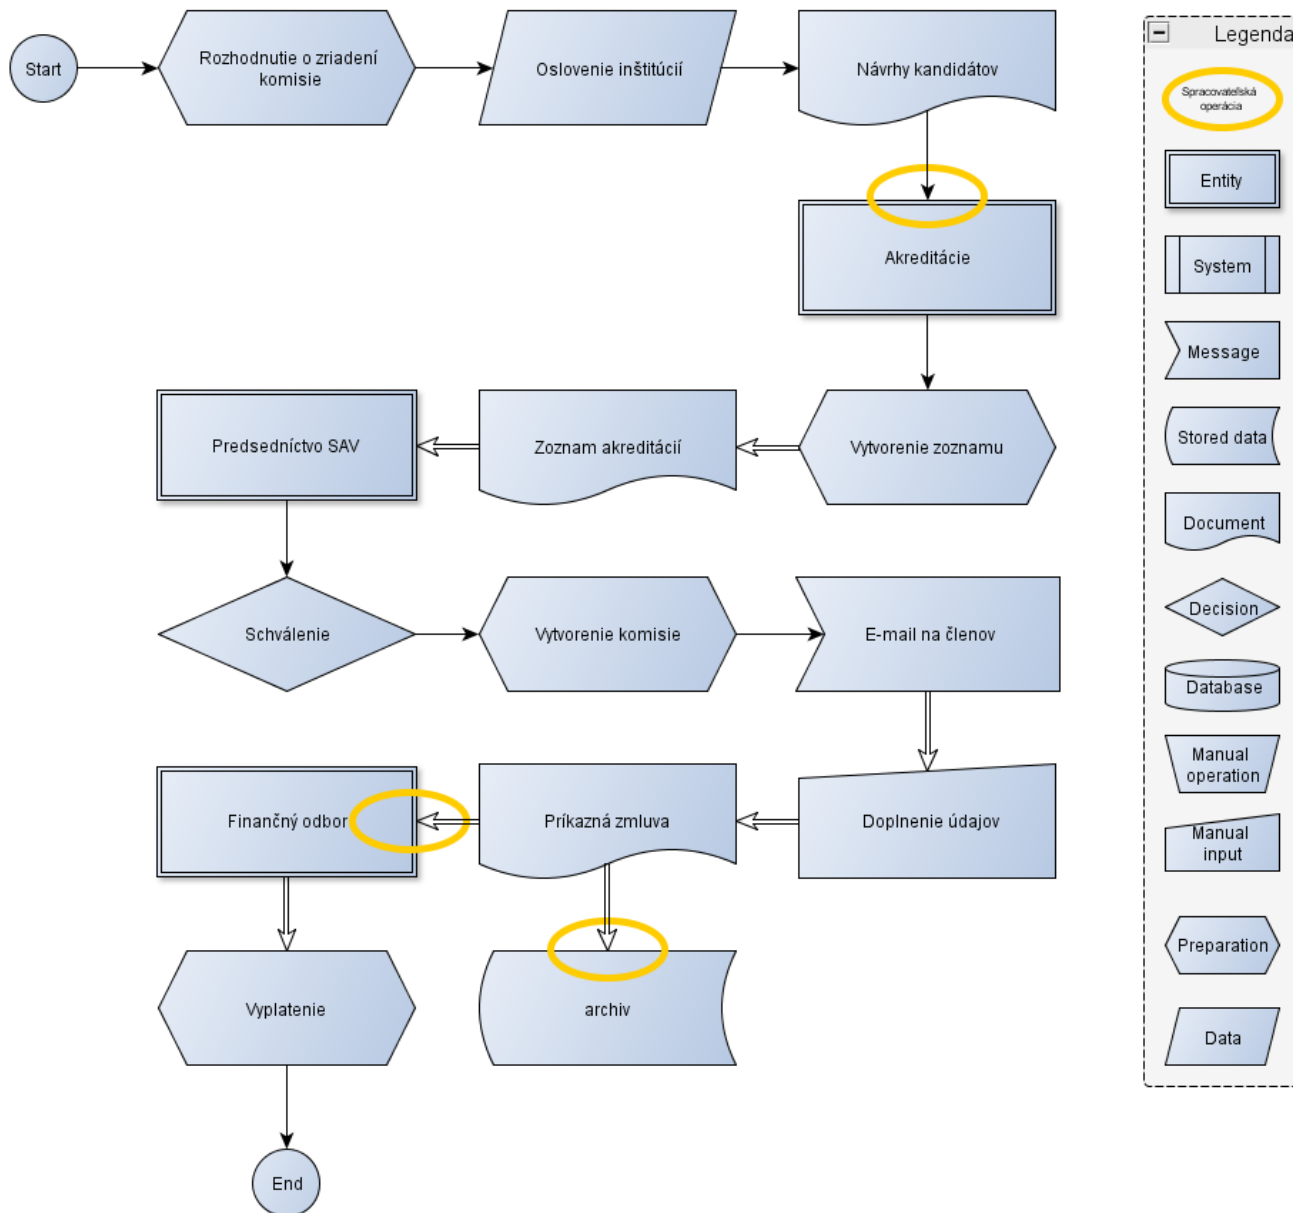 Start
Rozhodnutie o zriadení
komisie
Oslovenie inštitúcií
Návrhy kandidátov
Akreditácie
Predsedníctvo SAV
Zoznam akreditácií
Vytvorenie zoznamu
Schválenie
Vytvorenie komisie
E-mail na členov
Finančný odbor
Príkazná zmluva
Doplnenie údajov
Vyplatenie
archiv
End
Legenda
Spracovateľská
operácia
Entity
System
Message
Stored data
Document
Decision
Database
Manual
operation
Manual
input
Preparation
Data